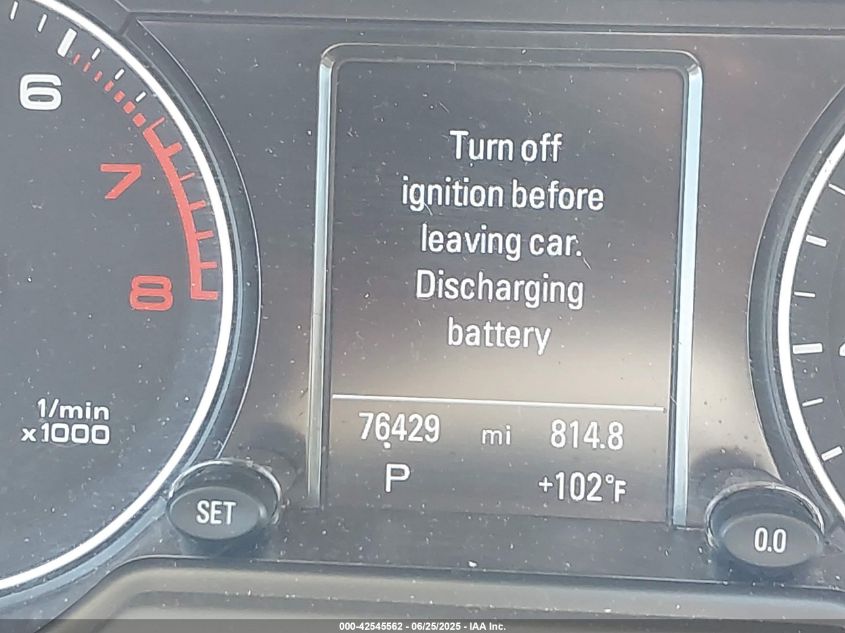 6
7
8
1/min
x1000
Turn off
ignition before
leaving car.
Discharging
battery
76429 mi 814.8
P +102°F
SET
0.0
000-42545562 - 06/25/2025 - IAA Inc.